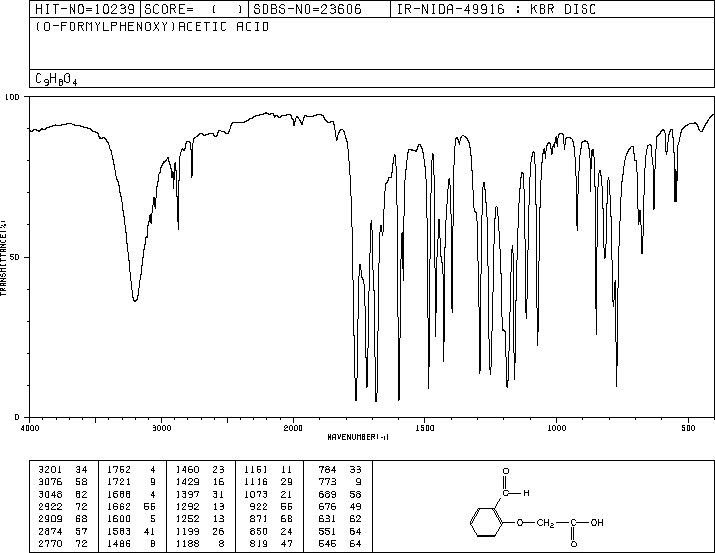 HIT-NO=10239 SCORE= ( ) SDBS-NO=23606 IR-NIDA-49916 : KBR DISC
(O-FORMYLPHENOXY)ACETIC ACID
C9H8O4
100
50
0
TRANSMITTANCE(%)
4000 3000 2000 1500 1000 500
WAVENUMBER(-1)
3201 34 1762 4 1460 23 1161 11 784 33
3076 58 1721 9 1429 16 1116 29 773 9
3048 62 1688 4 1397 31 1073 21 689 58
2922 72 1662 55 1292 13 922 55 676 49
2909 68 1600 5 1252 13 871 68 631 62
2874 57 1583 41 1199 26 850 24 551 64
2770 72 1486 8 1188 8 819 47 545 64
O
C—H
O—CH2—C—OH
O